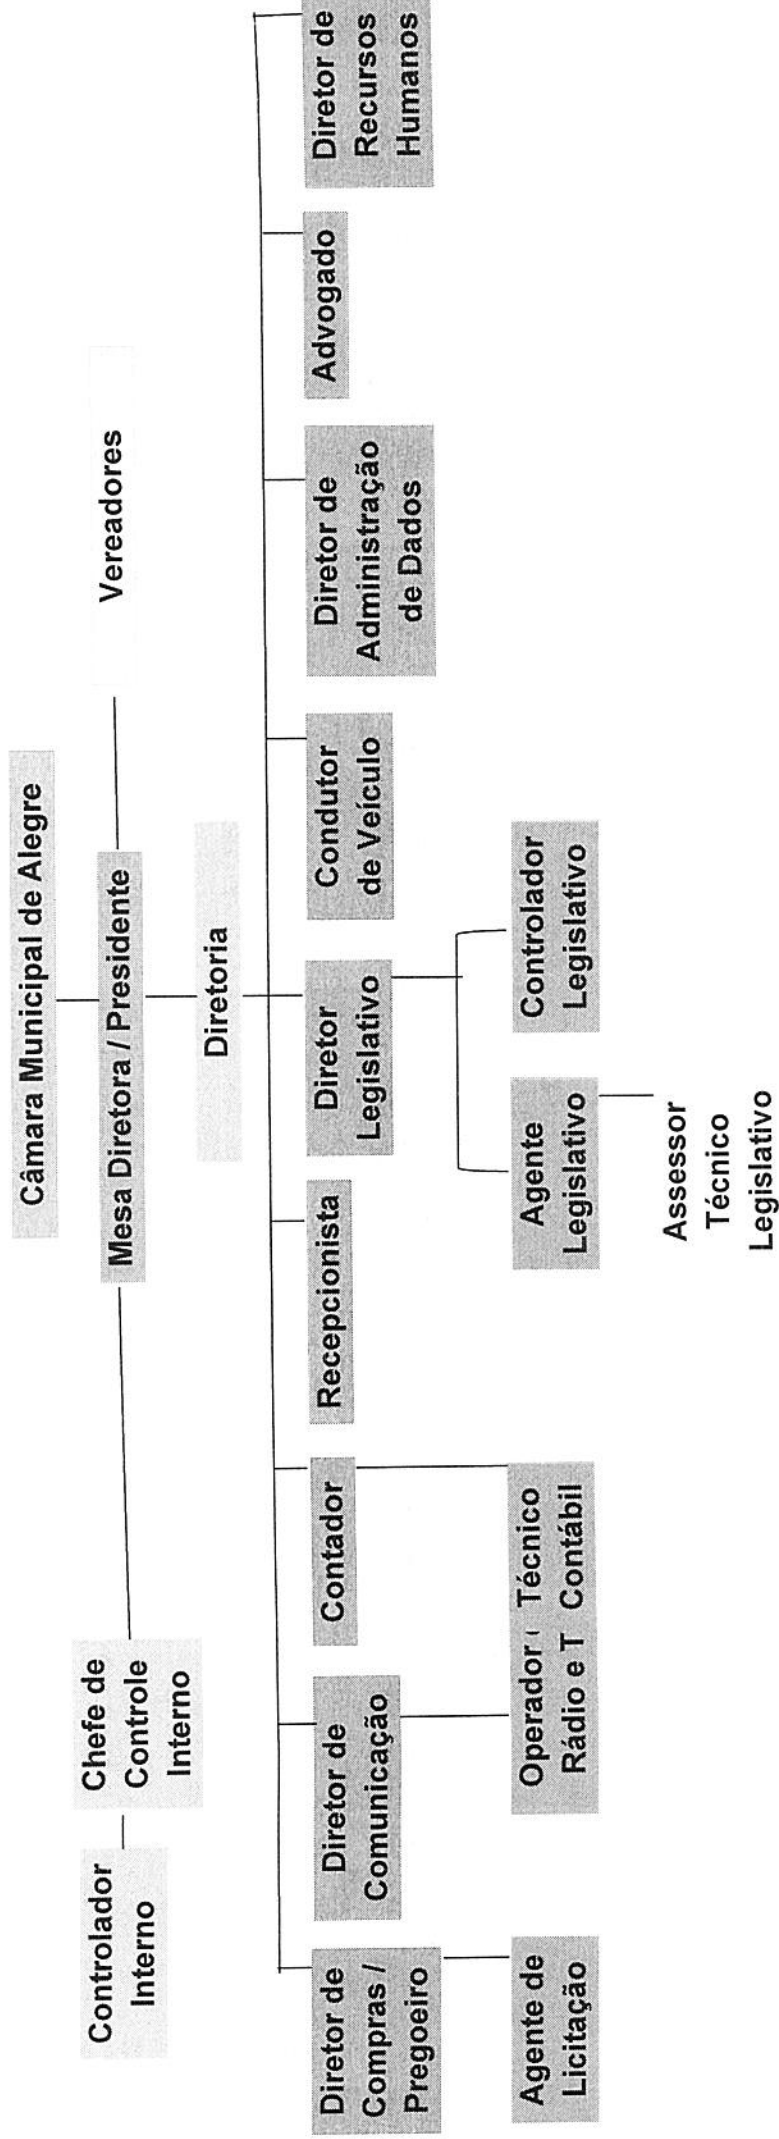 Câmara Municipal de Alegre
Mesa Diretora / Presidente
Vereadores
Chefe de
Controle
Interno
Controlador
Interno
Diretoria
Diretor de
Compras /
Pregoeiro
Diretor de
Comunicação
Contador
Recepcionista
Diretor
Legislativo
Condutor
de Veículo
Diretor de
Administração
de Dados
Advogado
Diretor de
Recursos
Humanos
Agente de
Licitação
Operador
Rádio e T
Técnico
Contábil
Agente
Legislativo
Controlador
Legislativo
Assessor
Técnico
Legislativo